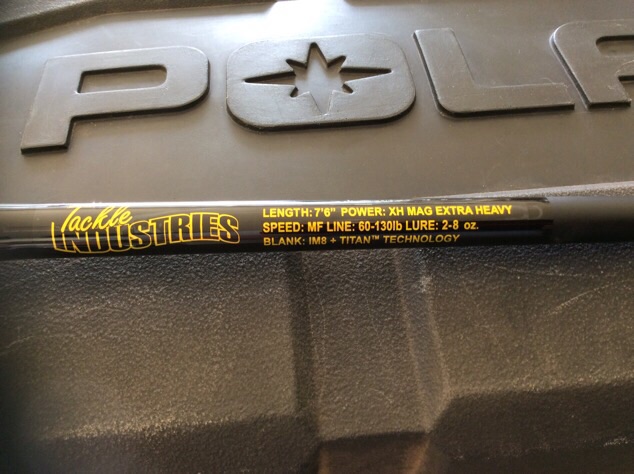 POLA
Tackle
INDUSTRIES
LENGTH: 7'6" POWER: XH MAG EXTRA HEAVY
SPEED: MF LINE: 60-130lb LURE: 2-8 oz.
BLANK: IM8 + TITAN™ TECHNOLOGY